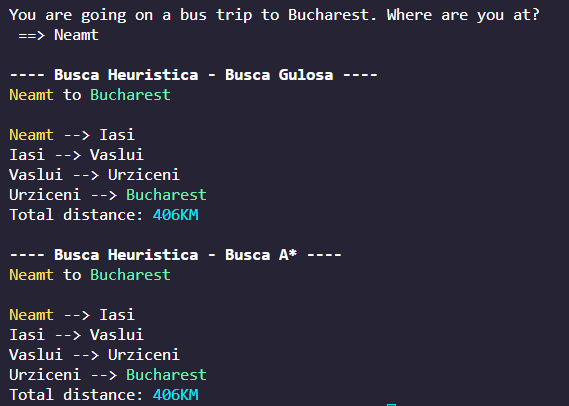 You are going on a bus trip to Bucharest. Where are you at?
==> Neamt
---- Busca Heuristica - Busca Gulosa ----
Neamt to Bucharest
Neamt --> Iasi
Iasi --> Vaslui
Vaslui --> Urziceni
Urziceni --> Bucharest
Total distance: 406KM
---- Busca Heuristica - Busca A* ----
Neamt to Bucharest
Neamt --> Iasi
Iasi --> Vaslui
Vaslui --> Urziceni
Urziceni --> Bucharest
Total distance: 406KM